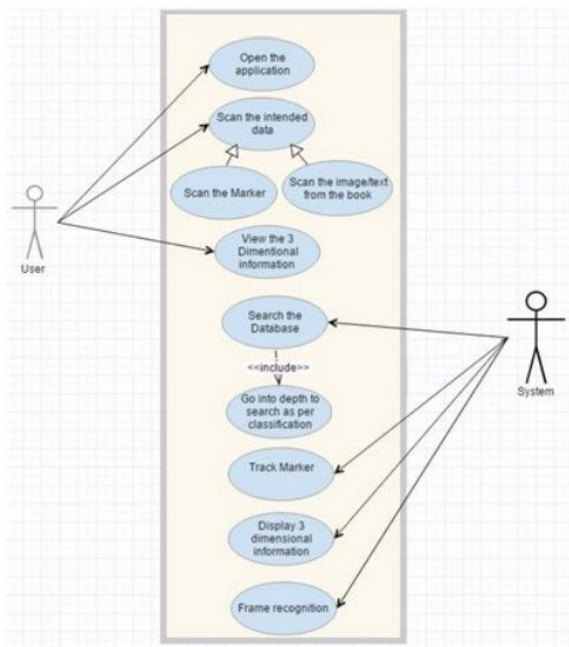 Open the
application
Scan the intended
data
Scan the Marker
Scan the image/text
from the book
View the 3
Dimentional
information
User
Search the
Database
<<include>>
System
Go into depth to
search as per
classification
Track Marker
Display 3
dimensional
information
Frame recognition